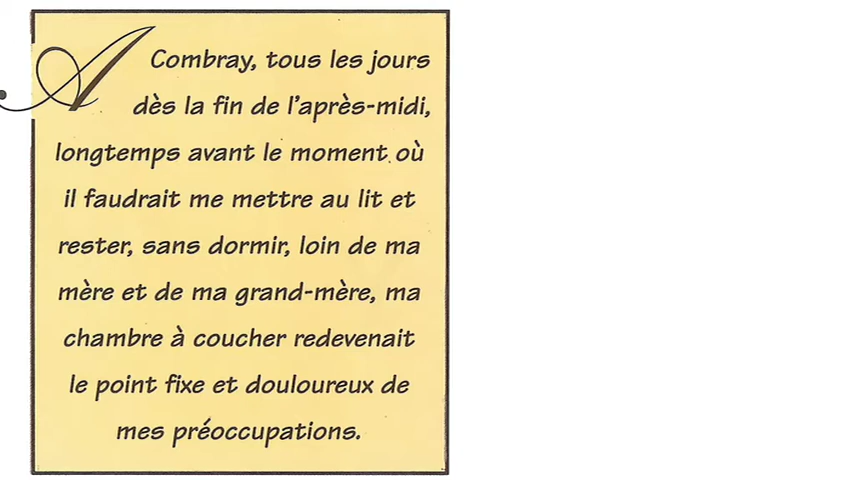 A Combray, tous les jours
dès la fin de l'après-midi,
longtemps avant le moment où
il faudrait me mettre au lit et
rester, sans dormir, loin de ma
mère et de ma grand-mère, ma
chambre à coucher redevenait
le point fixe et douloureux de
mes préoccupations.